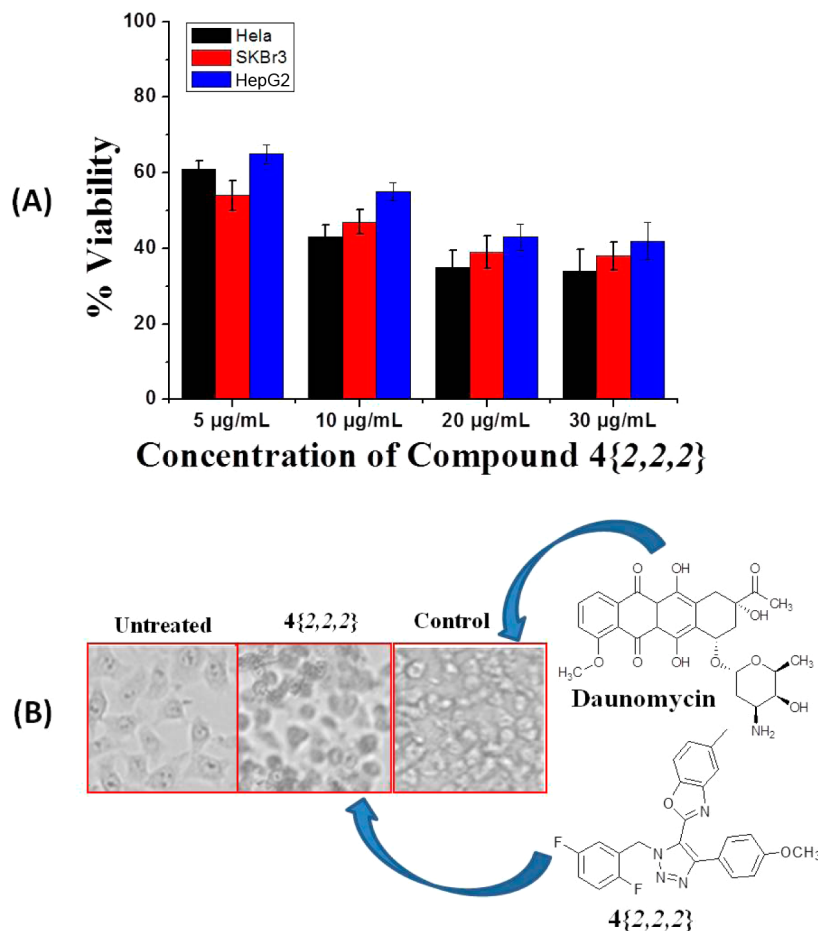 100
80
60
40
20
0
% Viability
(A)
Hela
SKBr3
HepG2
5 µg/mL 10 µg/mL 20 µg/mL 30 µg/mL
Concentration of Compound 4{2,2,2}
(B)
Untreated 4{2,2,2} Control
O OH O
CH₃
OH
OCH₃ O OH
O O CH₃
OH
NH₂
Daunomycin
O N
F
N
N N
F
OCH₃
4{2,2,2}